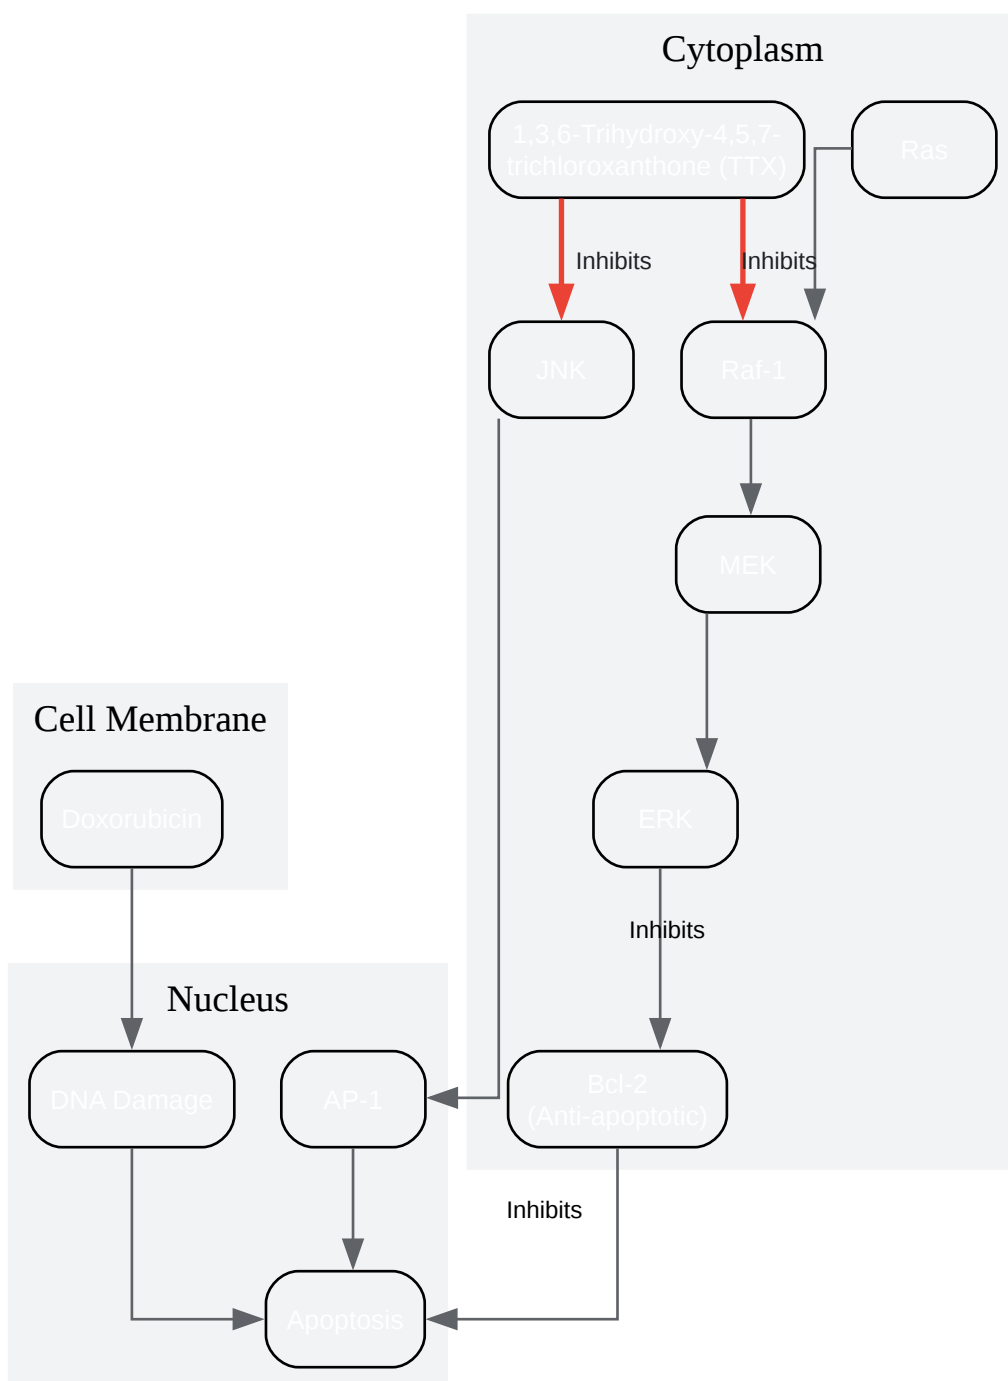 Cytoplasm
1,3,6-Trihydroxy-4,5,7-
trichloroxanthone (TTX)
Ras
Inhibits
Inhibits
JNK
Raf-1
MEK
Cell Membrane
Doxorubicin
ERK
Inhibits
Nucleus
DNA Damage
AP-1
Bcl-2
(Anti-apoptotic)
Inhibits
Apoptosis